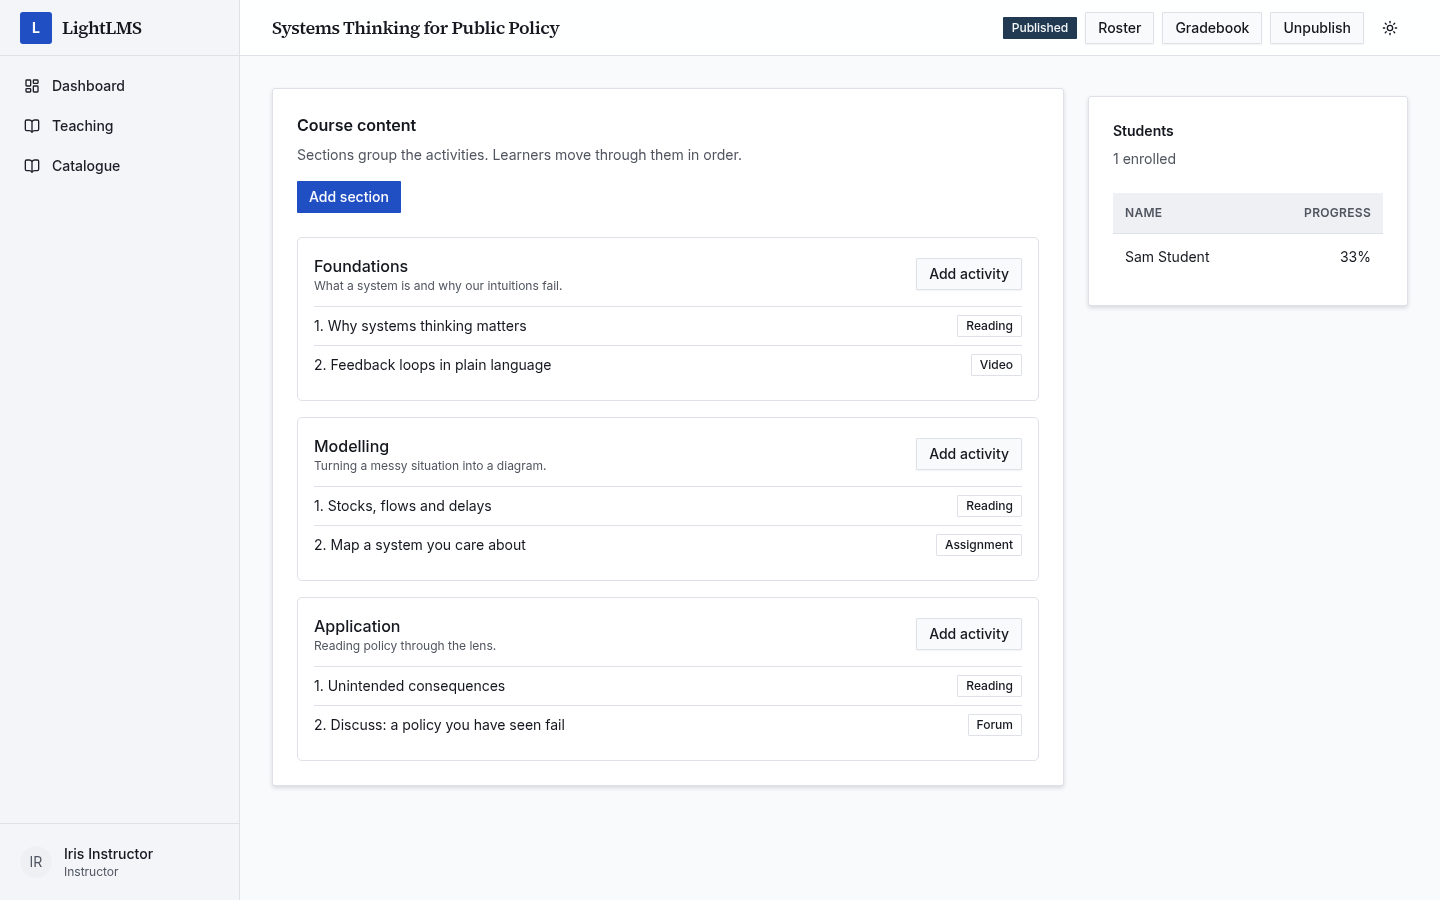 L LightLMS
Dashboard
Teaching
Catalogue
IR
Iris Instructor
Instructor
Systems Thinking for Public Policy
Published
Roster
Gradebook
Unpublish
Course content
Sections group the activities. Learners move through them in order.
Add section
Foundations
What a system is and why our intuitions fail.
Add activity
1. Why systems thinking matters
Reading
2. Feedback loops in plain language
Video
Modelling
Turning a messy situation into a diagram.
Add activity
1. Stocks, flows and delays
Reading
2. Map a system you care about
Assignment
Application
Reading policy through the lens.
Add activity
1. Unintended consequences
Reading
2. Discuss: a policy you have seen fail
Forum
Students
1 enrolled
NAME PROGRESS
Sam Student 33%